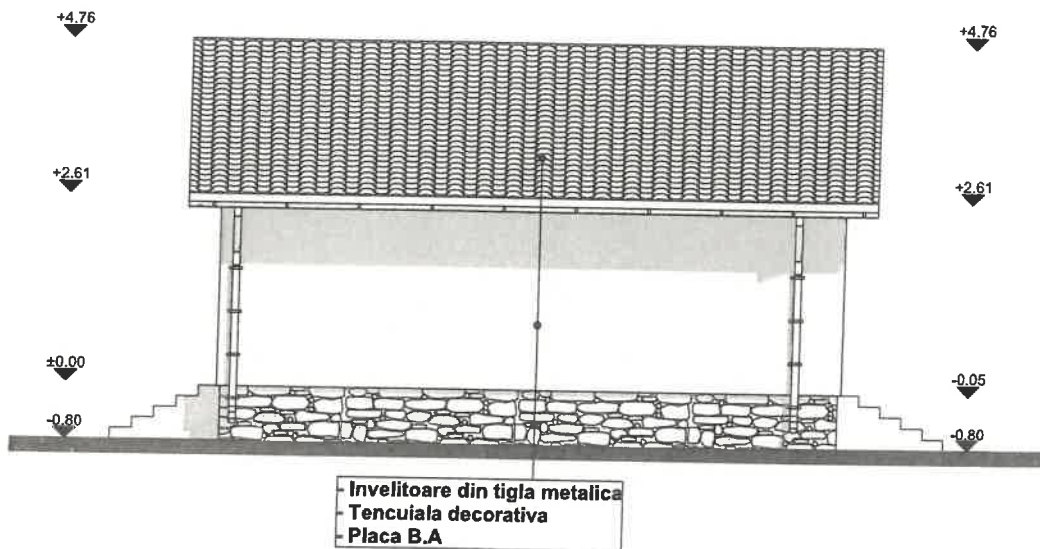 +4.76
+4.76
+2.61
+2.61
±0.00
-0.05
-0.80
-0.80
- Invelitoare din tigla metalica
- Tencuiala decorativa
- Placa B.A